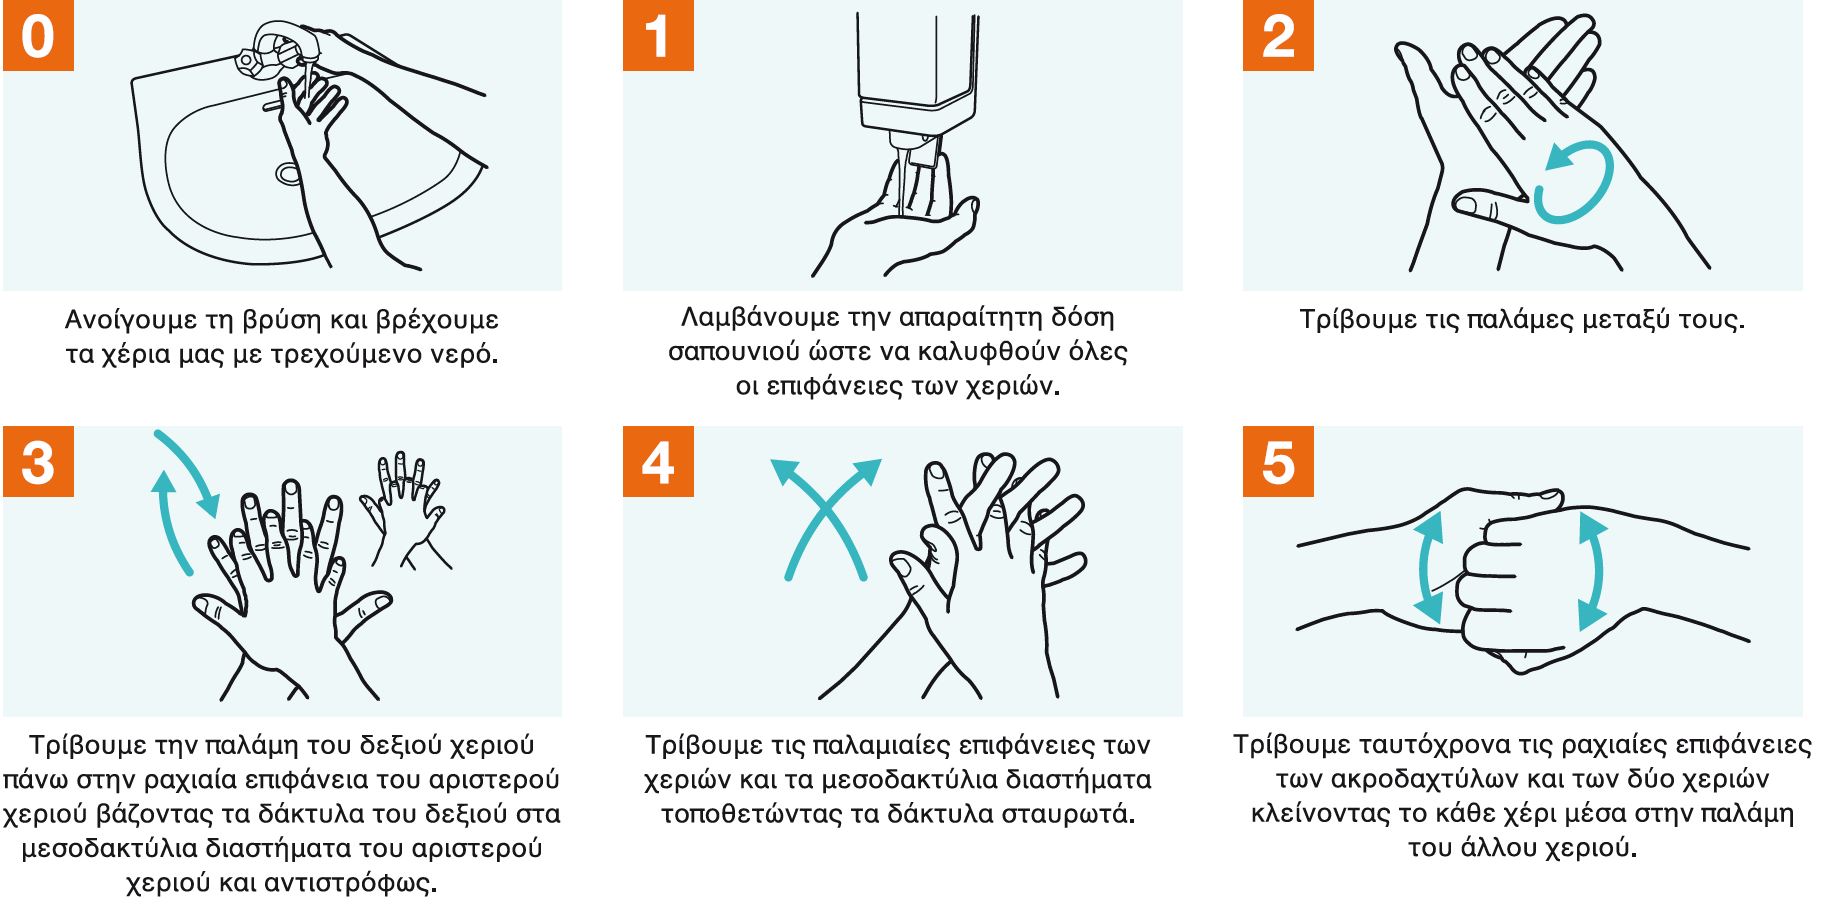 0
Ανοίγουμε τη βρύση και βρέχουμε
τα χέρια μας με τρεχούμενο νερό.
1
Λαμβάνουμε την απαραίτητη δόση
σαπουνιού ώστε να καλυφθούν όλες
οι επιφάνειες των χεριών.
2
Τρίβουμε τις παλάμες μεταξύ τους.
3
Τρίβουμε την παλάμη του δεξιού χεριού
πάνω στην ραχιαία επιφάνεια του αριστερού
χεριού βάζοντας τα δάκτυλα του δεξιού στα
μεσοδακτύλια διαστήματα του αριστερού
χεριού και αντιστρόφως.
4
Τρίβουμε τις παλαμιαίες επιφάνειες των
χεριών και τα μεσοδακτύλια διαστήματα
τοποθετώντας τα δάκτυλα σταυρωτά.
5
Τρίβουμε ταυτόχρονα τις ραχιαίες επιφάνειες
των ακροδαχτύλων και των δύο χεριών
κλείνοντας το κάθε χέρι μέσα στην παλάμη
του άλλου χεριού.